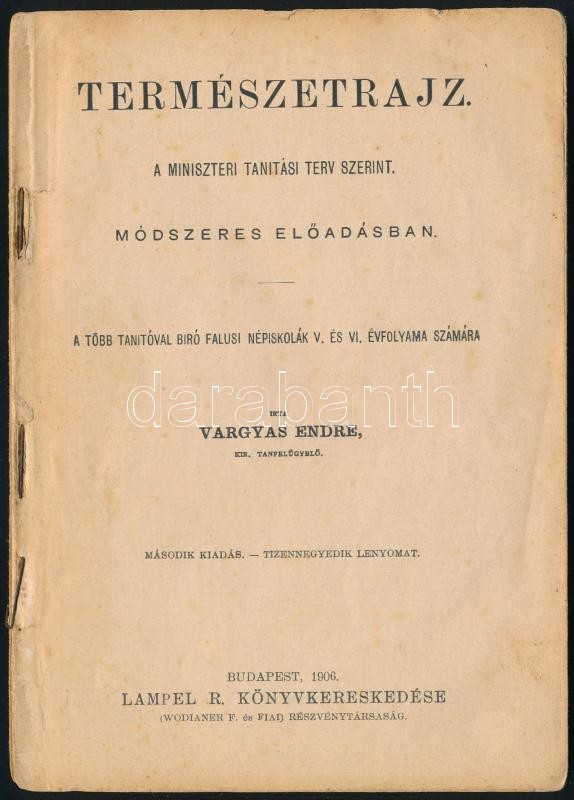 TERMÉSZETRAJZ.
A MINISZTERI TANITÁSI TERV SZERINT.
MÓDSZERES ELŐADÁSBAN.
A TÖBB TANITÓVAL BIRÓ FALUSI NÉPISKOLÁK V. ÉS VI. ÉVFOLYAMA SZÁMÁRA
darabanth
IRTA
VARGYAS ENDRE,
KIR. TANFELÜGYELŐ.
MÁSODIK KIADÁS. — TIZENNEGYEDIK LENYOMAT.
BUDAPEST, 1906.
LAMPEL R. KÖNYVKERESKEDÉSE
(WODIANER F. és FIAI) RÉSZVÉNYTÁRSASÁG.